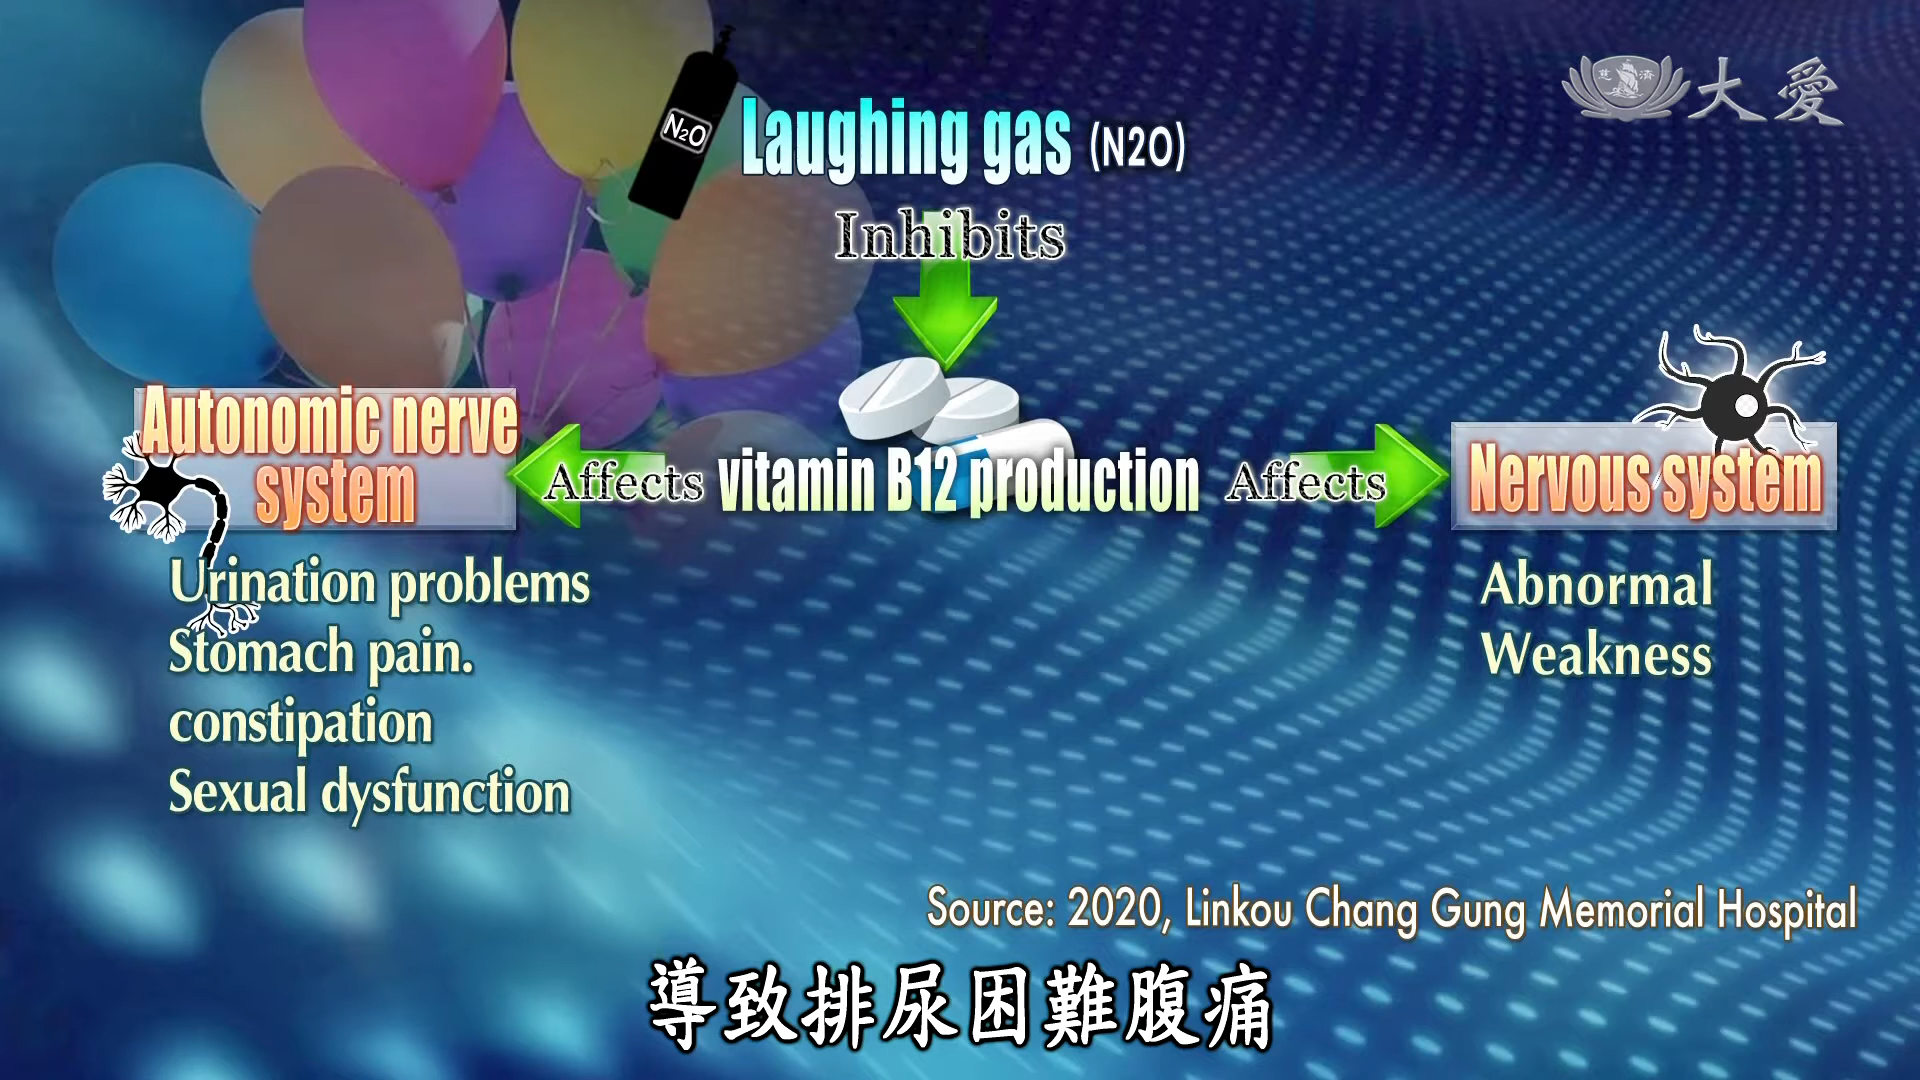 慈 濟
大愛
N2O
Laughing gas (N2O)
Inhibits
Autonomic nerve
system
Affects
vitamin B12 production
Affects
Nervous system
Urination problems
Stomach pain.
constipation
Sexual dysfunction
Abnormal
Weakness
Source: 2020, Linkou Chang Gung Memorial Hospital
導致排尿困難腹痛